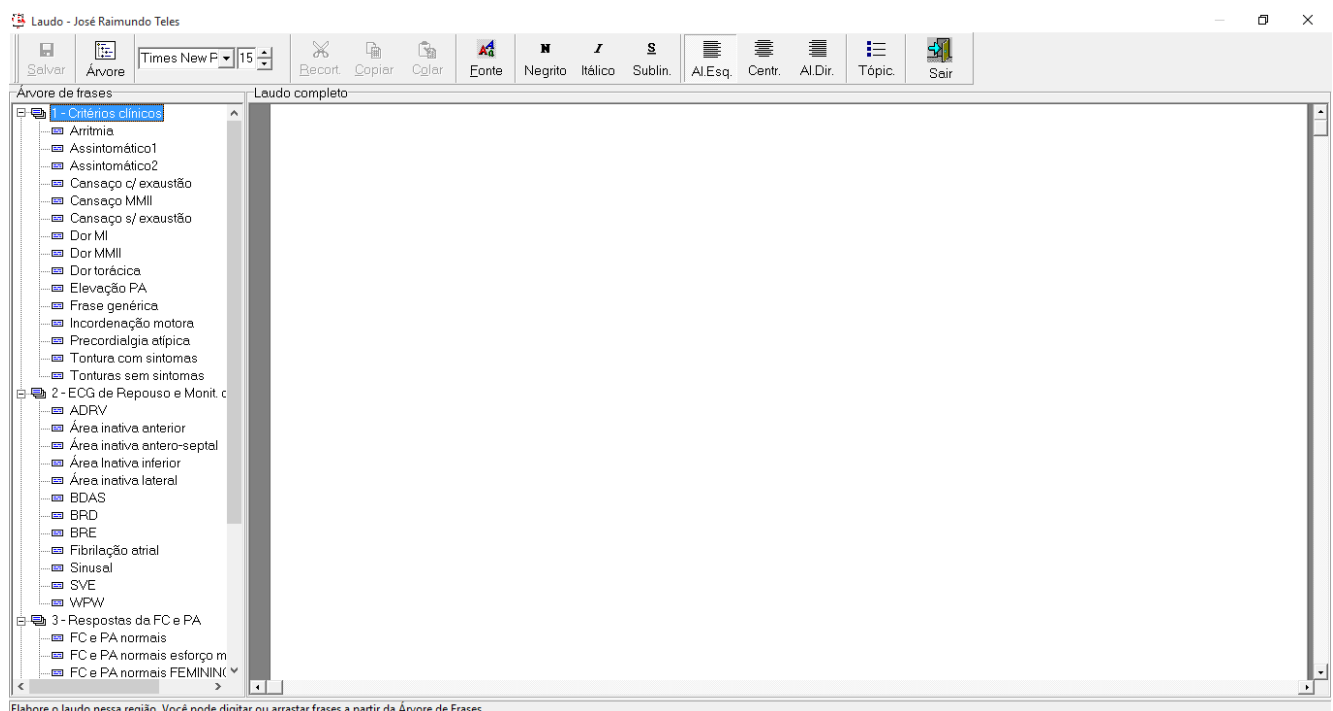 Laudo - José Raimundo Teles
Salvar
Árvore
Times New F
15
Recort.
Copiar
Colar
Fonte
N
Negrito
I
Itálico
S
Sublin.
Al.Esq.
Centr.
Al.Dir.
Tópic.
Sair
Árvore de frases
Laudo completo
1 - Critérios clínicos
Arritmia
Assintomático1
Assintomático2
Cansaço c/ exaustão
Cansaço MMII
Cansaço s/ exaustão
Dor MI
Dor MMII
Dor torácica
Elevação PA
Frase genérica
Incordenação motora
Precordialgia atípica
Tontura com sintomas
Tonturas sem sintomas
2 - ECG de Repouso e Monit. c
ADRV
Área inativa anterior
Área inativa antero-septal
Área Inativa inferior
Área inativa lateral
BDAS
BRD
BRE
Fibrilação atrial
Sinusal
SVE
WPW
3 - Respostas da FC e PA
FC e PA normais
FC e PA normais esforço m
FC e PA normais FEMININ
Elabore o laudo nessa região. Você pode digitar ou arrastar frases a partir da Árvore de Frases